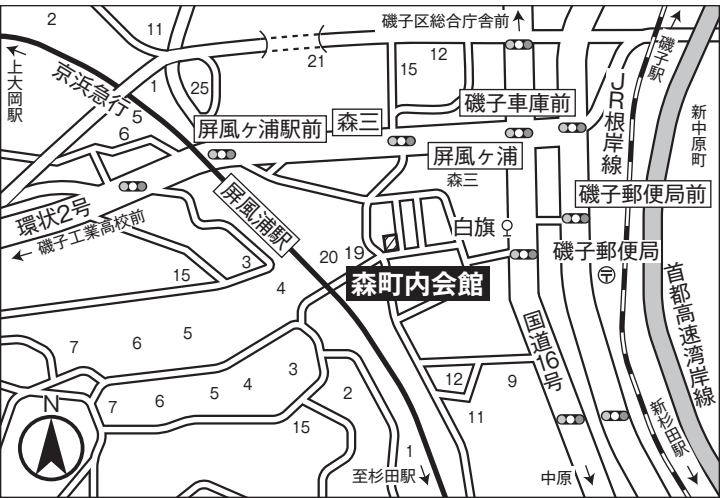 2
11
磯子区総合庁舎前
12
15
21
上大岡駅
京浜急行
1
25
5
6
磯子駅
JR根岸線
新中原町
磯子車庫前
森三
屏風ヶ浦駅前
屏風ヶ浦
森三
磯子郵便局前
環状2号
磯子工業高校前
屏風浦駅
白旗
磯子郵便局
〒
15
3
4
20
19
森町内会館
首都高速湾岸線
国道16号
7
6
5
3
4
5
6
7
2
15
12
9
11
N
1
至杉田駅
中原
新杉田駅